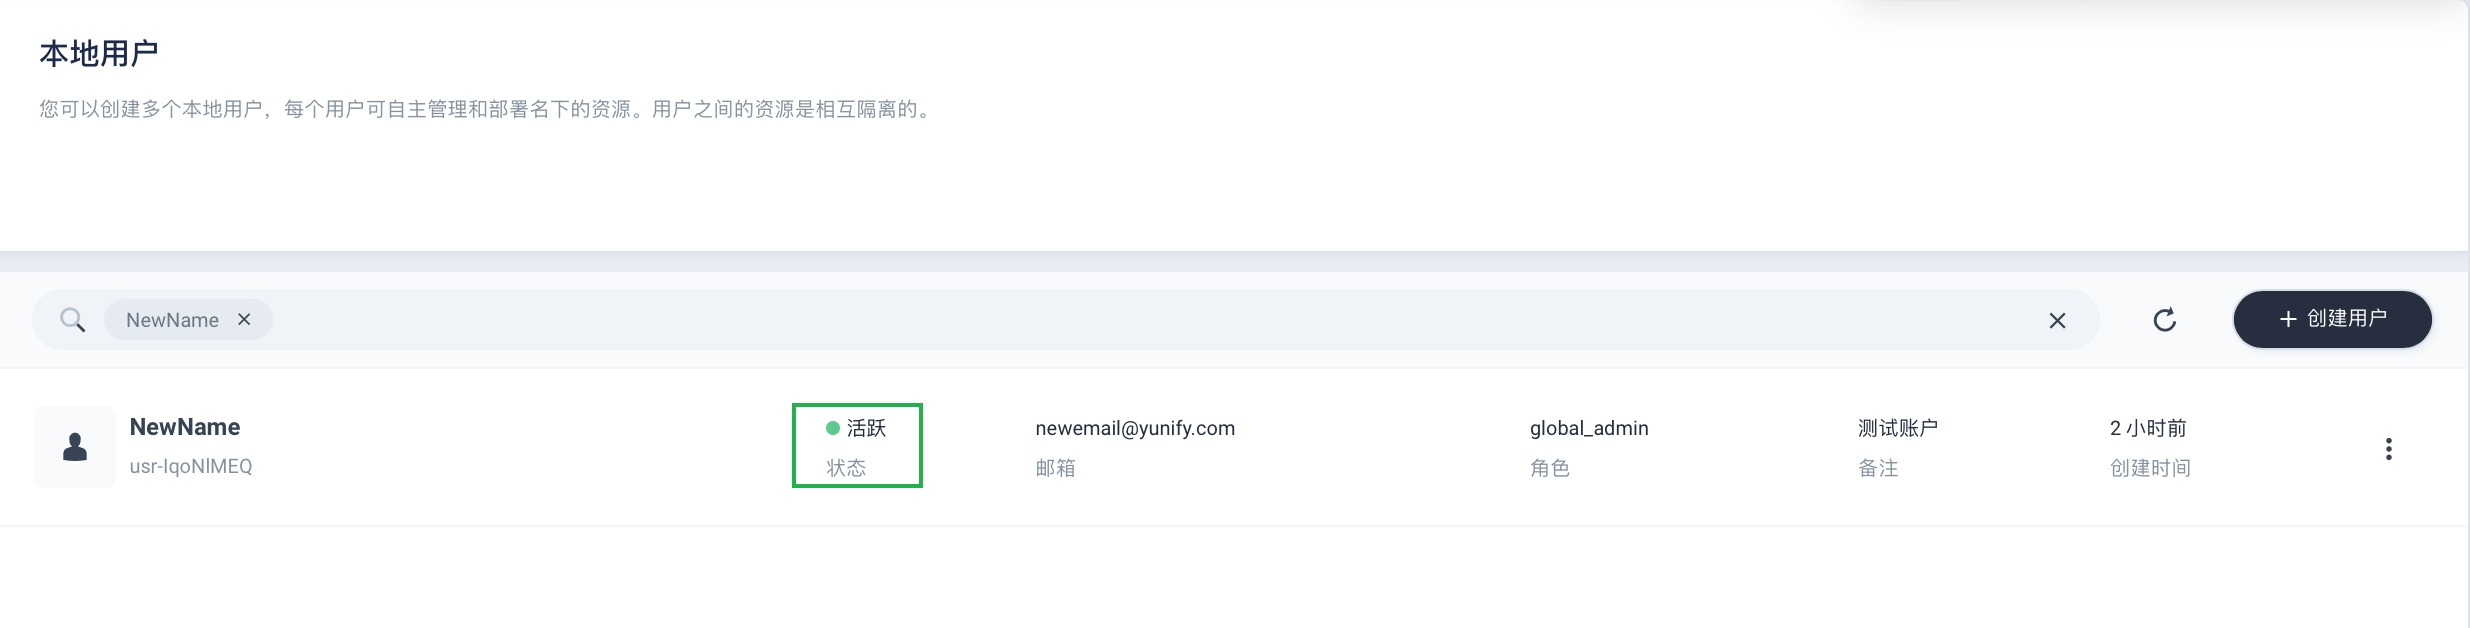 本地用户
您可以创建多个本地用户，每个用户可自主管理和部署名下的资源。用户之间的资源是相互隔离的。
NewName
创建用户
NewName 活跃 newemail@yunify.com global_admin 测试账户 2 小时前
usr-IqoNlMEQ 状态 邮箱 角色 备注 创建时间